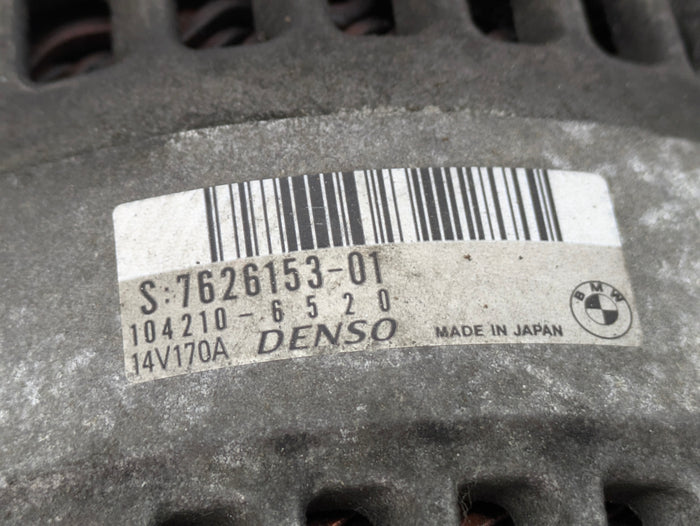 S:7626153-01
104210-6520
14V170A DENSO MADE IN JAPAN BMW